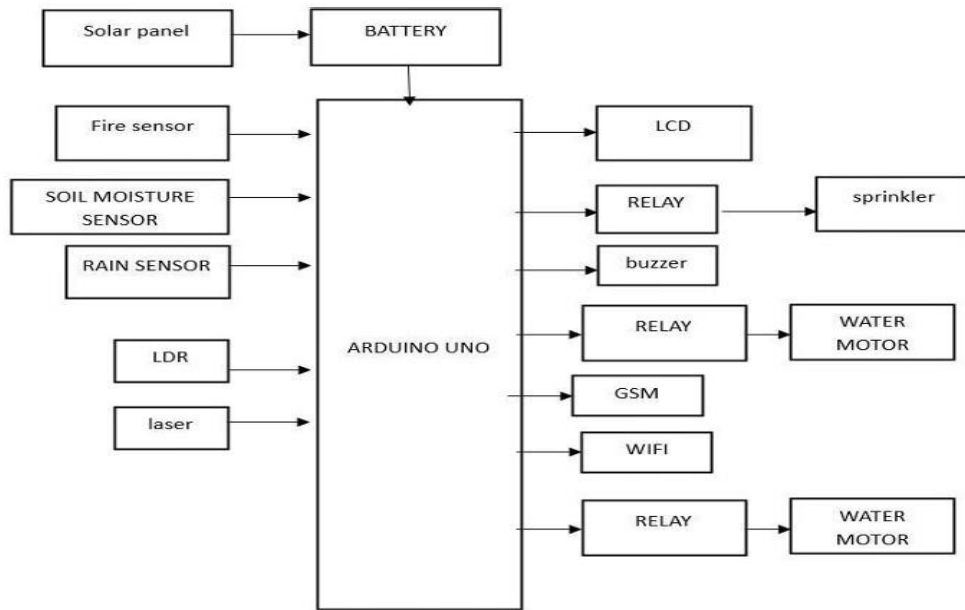 Solar panel
BATTERY
Fire sensor
LCD
SOIL MOISTURE
SENSOR
RELAY
sprinkler
RAIN SENSOR
buzzer
ARDUINO UNO
RELAY
WATER
MOTOR
LDR
GSM
laser
WIFI
RELAY
WATER
MOTOR